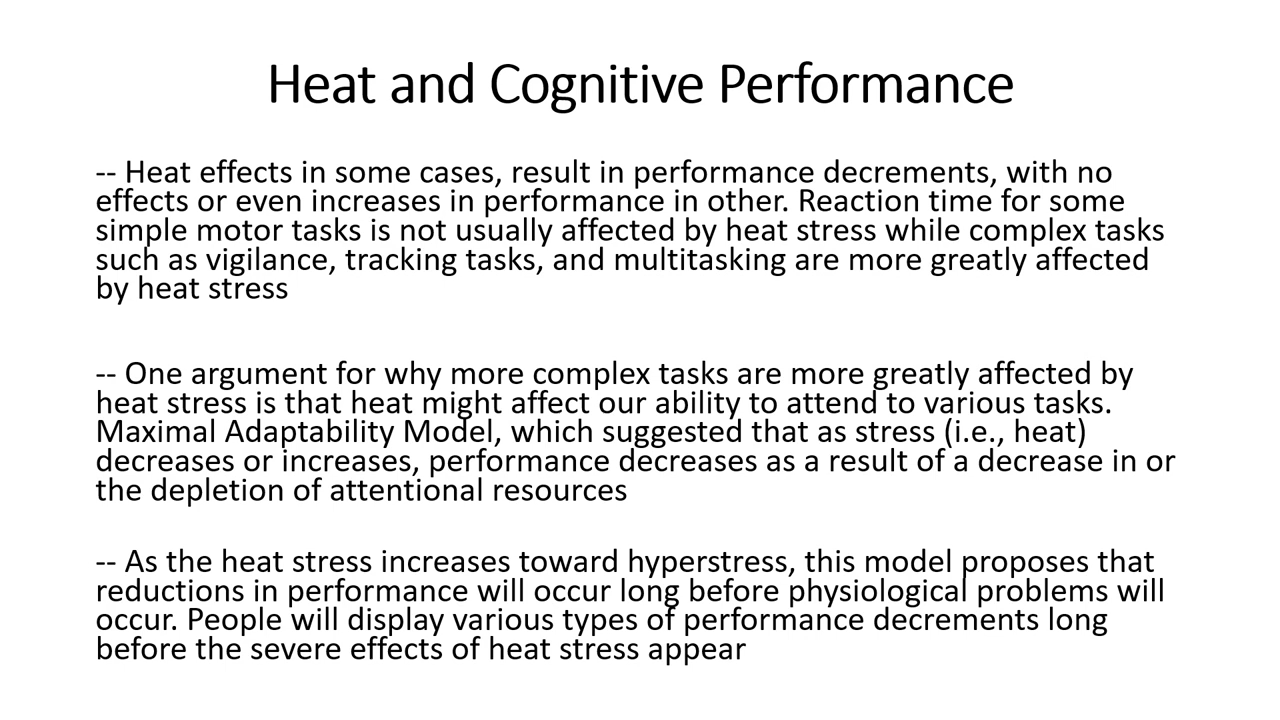 Heat and Cognitive Performance
-- Heat effects in some cases, result in performance decrements, with no
effects or even increases in performance in other. Reaction time for some
simple motor tasks is not usually affected by heat stress while complex tasks
such as vigilance, tracking tasks, and multitasking are more greatly affected
by heat stress
-- One argument for why more complex tasks are more greatly affected by
heat stress is that heat might affect our ability to attend to various tasks.
Maximal Adaptability Model, which suggested that as stress (i.e., heat)
decreases or increases, performance decreases as a result of a decrease in or
the depletion of attentional resources
-- As the heat stress increases toward hyperstress, this model proposes that
reductions in performance will occur long before physiological problems will
occur. People will display various types of performance decrements long
before the severe effects of heat stress appear